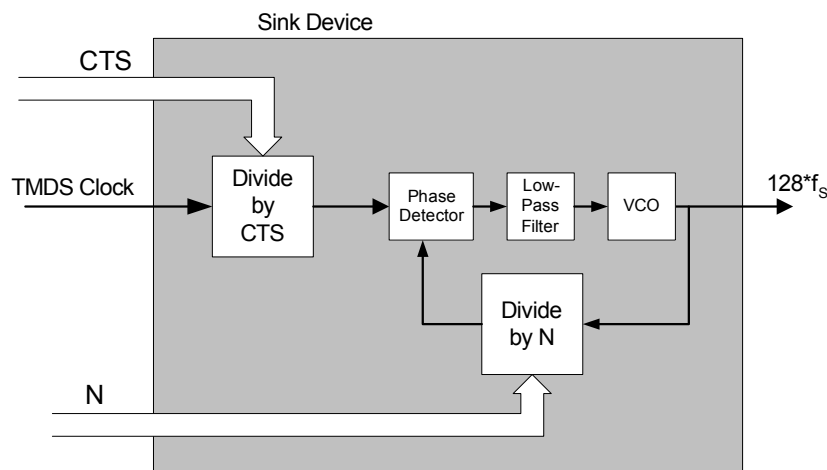 Sink Device
CTS
TMDS Clock
Divide
by
CTS
Phase
Detector
Low-
Pass
Filter
VCO
128*fS
Divide
by N
N